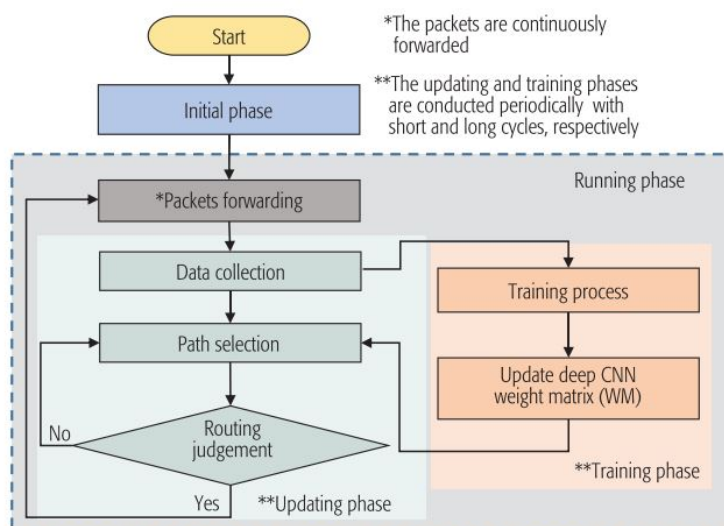 Start
*The packets are continuously
forwarded
Initial phase
**The updating and training phases
are conducted periodically with
short and long cycles, respectively
Running phase
*Packets forwarding
Data collection
Training process
Path selection
Update deep CNN
weight matrix (WM)
No
Routing
judgement
**Training phase
Yes
**Updating phase